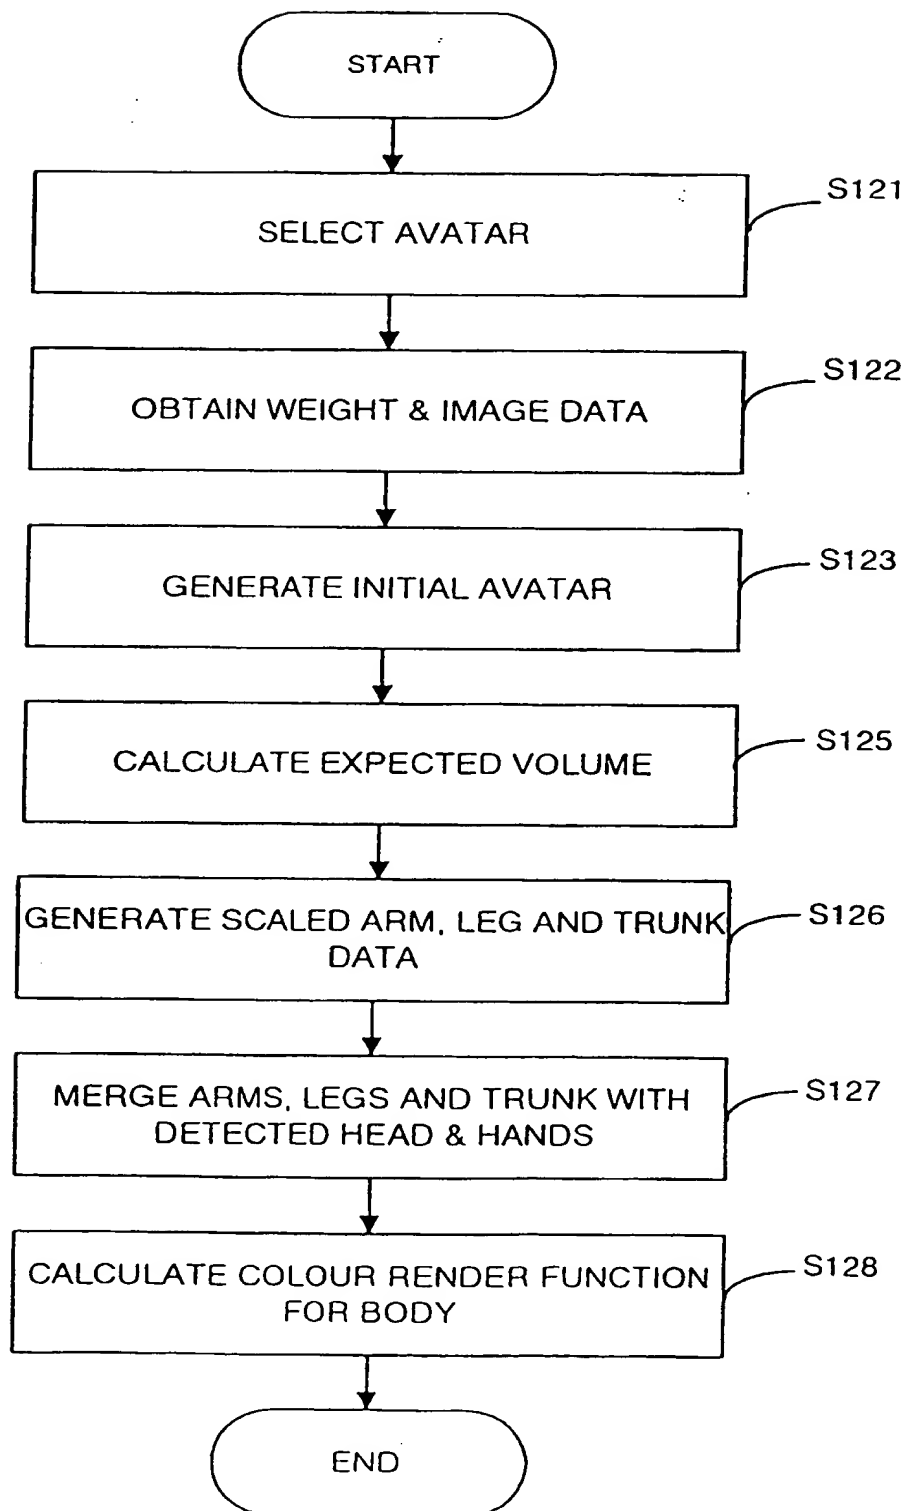 START
SELECT AVATAR
S121
OBTAIN WEIGHT & IMAGE DATA
S122
GENERATE INITIAL AVATAR
S123
CALCULATE EXPECTED VOLUME
S125
GENERATE SCALED ARM, LEG AND TRUNK
DATA
S126
MERGE ARMS, LEGS AND TRUNK WITH
DETECTED HEAD & HANDS
S127
CALCULATE COLOUR RENDER FUNCTION
FOR BODY
S128
END